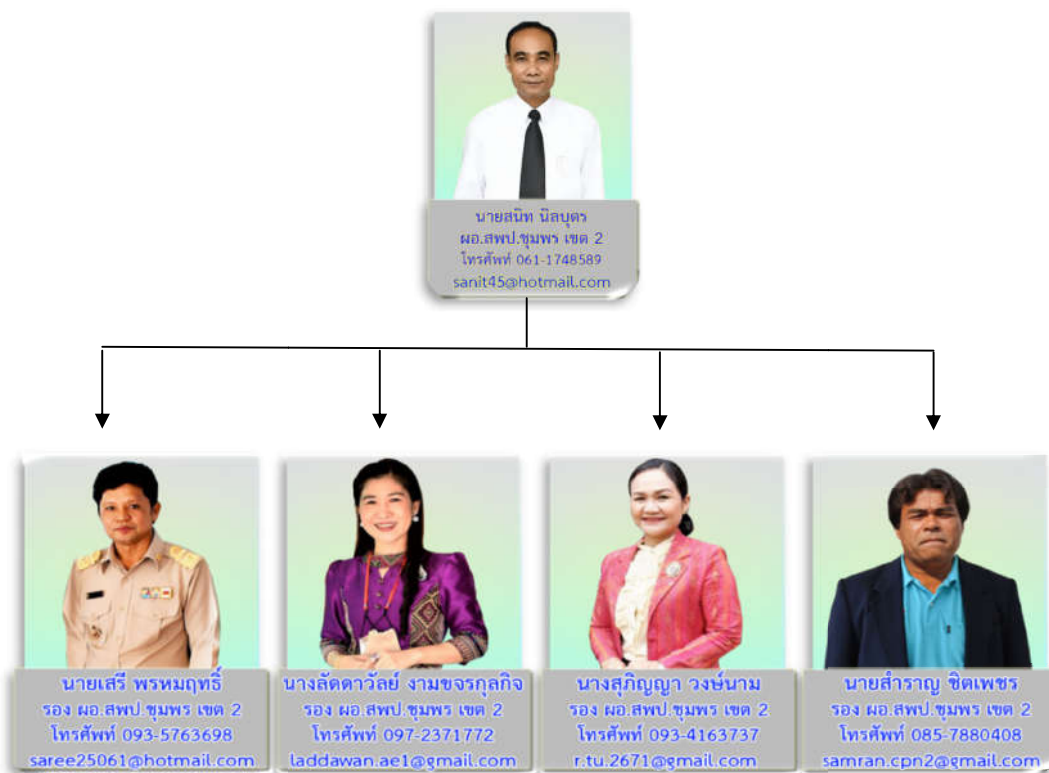 นายสนิท นิลบุตร
ผอ.สพป.ชุมพร เขต 2
โทรศัพท์ 061-1748589
sanit45@hotmail.com
นายเสรี พรหมฤทธิ์
รอง ผอ.สพป.ชุมพร เขต 2
โทรศัพท์ 093-5763698
saree25061@hotmail.com
นางลัดดาวัลย์ งามขจรกุลกิจ
รอง ผอ.สพป.ชุมพร เขต 2
โทรศัพท์ 097-2371772
laddawan.ae1@gmail.com
นางสุภิญญา วงษ์นาม
รอง ผอ.สพป.ชุมพร เขต 2
โทรศัพท์ 093-4163737
r.tu.2671@gmail.com
นายสำราญ ชิตเพชร
รอง ผอ.สพป.ชุมพร เขต 2
โทรศัพท์ 085-7880408
samran.cpn2@gmail.com